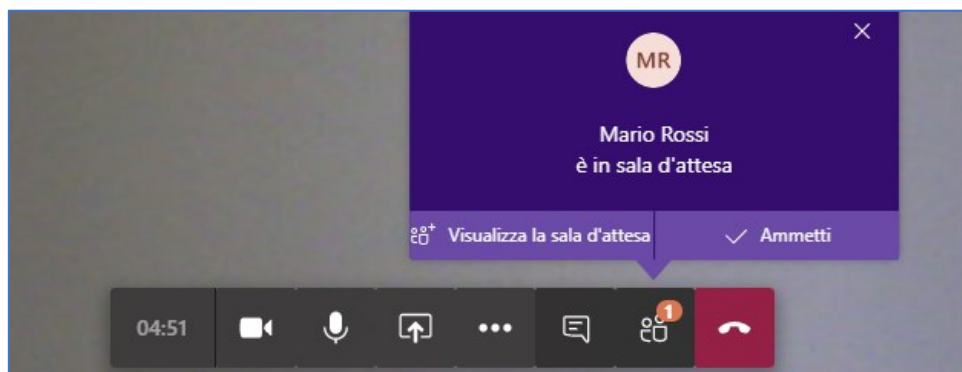 MR
Mario Rossi
è in sala d'attesa
Visualizza la sala d'attesa
Ammetti
04:51
1